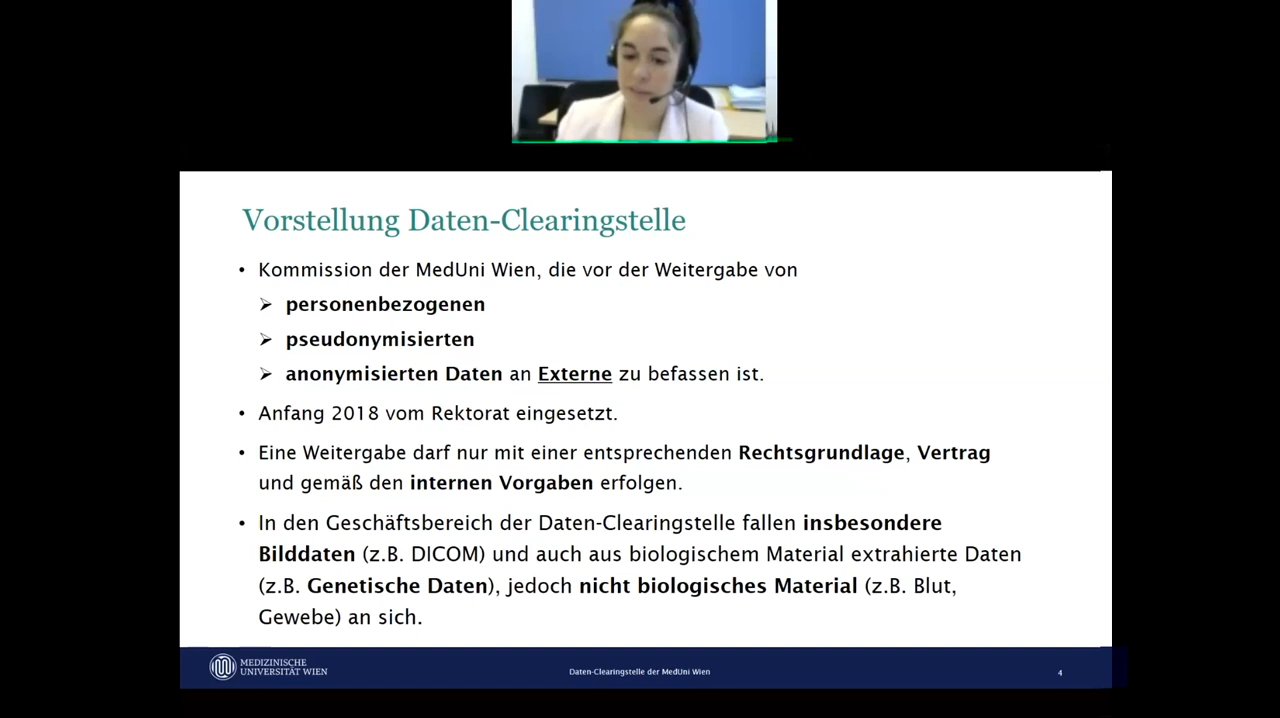 Vorstellung Daten-Clearingstelle
• Kommission der MedUni Wien, die vor der Weitergabe von
➢ personenbezogenen
➢ pseudonymisierten
➢ anonymisierten Daten an Externe zu befassen ist.
• Anfang 2018 vom Rektorat eingesetzt.
• Eine Weitergabe darf nur mit einer entsprechenden Rechtsgrundlage, Vertrag
und gemäß den internen Vorgaben erfolgen.
• In den Geschäftsbereich der Daten-Clearingstelle fallen insbesondere
Bilddaten (z.B. DICOM) und auch aus biologischem Material extrahierte Daten
(z.B. Genetische Daten), jedoch nicht biologisches Material (z.B. Blut,
Gewebe) an sich.
MEDIZINISCHE
UNIVERSITÄT WIEN
Daten-Clearingstelle der MedUni Wien
4